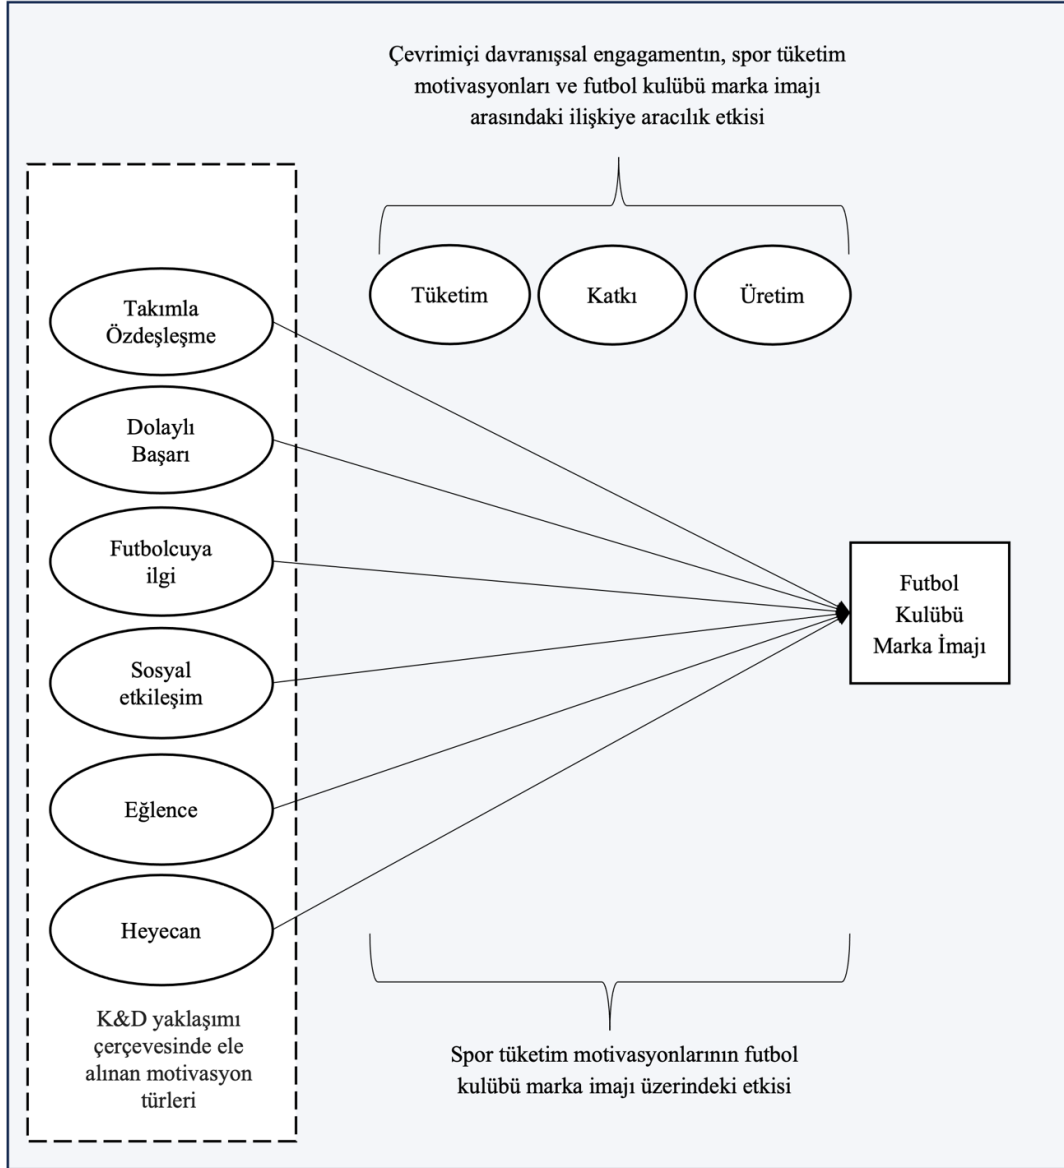 Çevrimiçi davranışsal engagamentın, spor tüketim
motivasyonları ve futbol kulübü marka imajı
arasındaki ilişkiye aracılık etkisi
Tüketim
Katkı
Üretim
Takımla
Özdeşleşme
Dolaylı
Başarı
Futbolcuya
ilgi
Sosyal
etkileşim
Eğlence
Heyecan
K&D yaklaşımı
çerçevesinde ele
alınan motivasyon
türleri
Futbol
Kulübü
Marka İmajı
Spor tüketim motivasyonlarının futbol
kulübü marka imajı üzerindeki etkisi